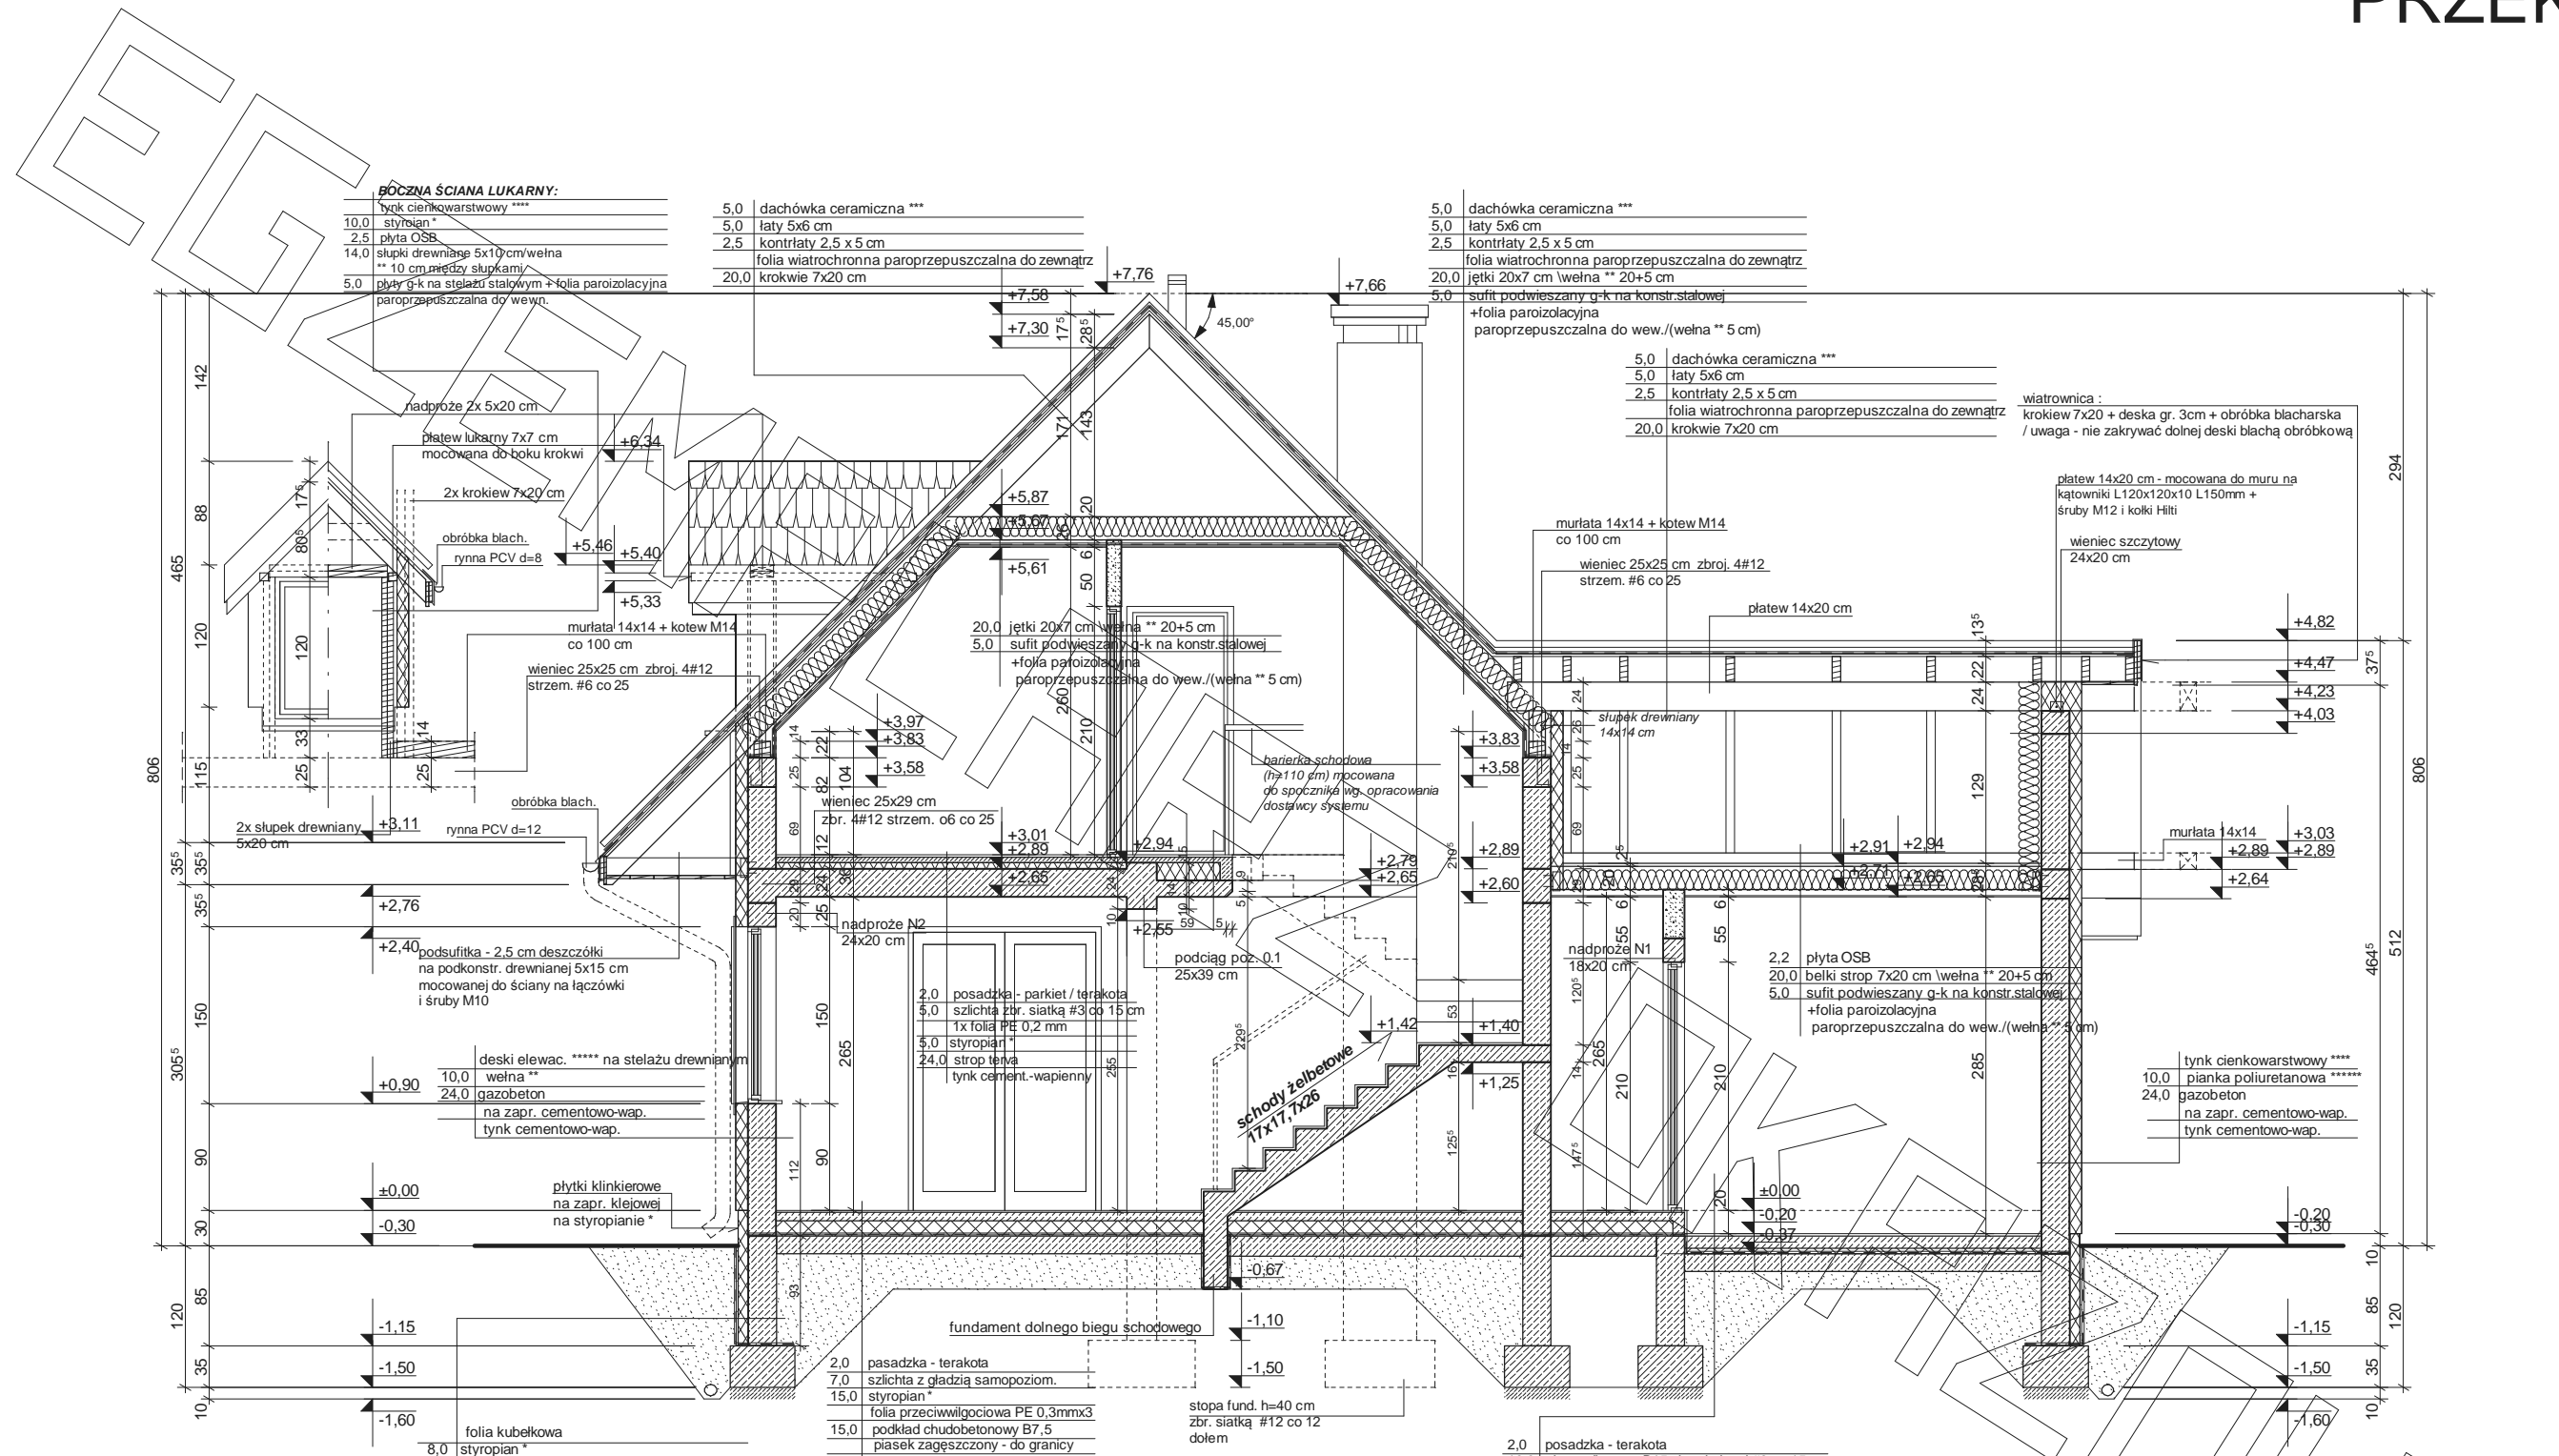 PRZEK
BOCZNA ŚCIANA LUKARNY:
tynk cienkowarstwowy ****
10,0 styroian *
2,5 płyta OSB
14,0 słupki drewniane 5x10 cm/wełna
** 10 cm między słupkami
5,0 płyty g-k na stelażu stalowym + folia paroizolacyjna
paroprzepuszczalna do wewn.
5,0 dachówka ceramiczna ***
5,0 łaty 5x6 cm
2,5 kontrłaty 2,5 x 5 cm
folia wiatrochronna paroprzepuszczalna do zewnątrz
20,0 krokwie 7x20 cm
5,0 dachówka ceramiczna ***
5,0 łaty 5x6 cm
2,5 kontrłaty 2,5 x 5 cm
folia wiatrochronna paroprzepuszczalna do zewnątrz
20,0 jętki 20x7 cm \wełna ** 20+5 cm
5,0 sufit podwieszany g-k na konstr.stalowej
+folia paroizolacyjna
paroprzepuszczalna do wew./(wełna ** 5 cm)
5,0 dachówka ceramiczna ***
5,0 łaty 5x6 cm
2,5 kontrłaty 2,5 x 5 cm
folia wiatrochronna paroprzepuszczalna do zewnątrz
20,0 krokwie 7x20 cm
wiatrownica :
krokiew 7x20 + deska gr. 3cm + obróbka blacharska
/ uwaga - nie zakrywać dolnej deski blachą obróbkową
płatew 14x20 cm - mocowana do muru na
kątowniki L120x120x10 L150mm +
śruby M12 i kołki Hilti
wieniec szczytowy
24x20 cm
+7,76
+7,66
+7,58
+7,30
45,00°
nadproże 2x 5x20 cm
płatew lukarny 7x7 cm
mocowana do boku krokwi
2x krokiew 7x20 cm
obróbka blach.
rynna PCV d=8
+6,34
+5,46
+5,40
+5,33
+5,87
+5,67
+5,61
murłata 14x14 + kotew M14
co 100 cm
wieniec 25x25 cm zbroj. 4#12
strzem. #6 co 25
murłata 14x14 + kotew M14
co 100 cm
wieniec 25x25 cm zbroj. 4#12
strzem. #6 co 25
płatew 14x20 cm
20,0 jętki 20x7 cm \wełna ** 20+5 cm
5,0 sufit podwieszany g-k na konstr.stalowej
+folia paroizolacyjna
paroprzepuszczalna do wew./(wełna ** 5 cm)
słupek drewniany
14x14 cm
barierka schodowa
(h=110 cm) mocowana
do spocznika wg. opracowania
dostawcy systemu
+4,82
+4,47
+4,23
+4,03
+3,97
+3,83
+3,58
+3,83
+3,58
wieniec 25x29 cm
zbr. 4#12 strzem. o6 co 25
obróbka blach.
rynna PCV d=12
2x słupek drewniany
5x20 cm
+3,11
+3,01
+2,89
+2,94
+2,65
+2,79
+2,65
+2,89
+2,60
+2,91
+2,94
+2,71
+2,65
murłata 14x14
+3,03
+2,89
+2,89
+2,64
+2,76
+2,40
+2,55
nadproże N2
24x20 cm
podciąg poz. 0.1
25x39 cm
nadproże N1
18x20 cm
podsufitka - 2,5 cm deszczółki
na podkonstr. drewnianej 5x15 cm
mocowanej do ściany na łączówki
i śruby M10
2,0 posadzka - parkiet / terakota
5,0 szlichta zbr. siatką #3 co 15 cm
1x folia PE 0,2 mm
5,0 styropian *
24,0 strop terva
tynk cement.-wapienny
2,2 płyta OSB
20,0 belki strop 7x20 cm \wełna ** 20+5 cm
5,0 sufit podwieszany g-k na konstr.stalowej
+folia paroizolacyjna
paroprzepuszczalna do wew./(wełna ** 5 cm)
deski elewac. ***** na stelażu drewnianym
10,0 wełna **
24,0 gazobeton
na zapr. cementowo-wap.
tynk cementowo-wap.
tynk cienkowarstwowy ****
10,0 pianka poliuretanowa ******
24,0 gazobeton
na zapr. cementowo-wap.
tynk cementowo-wap.
schody żelbetowe
17x17,7x26
+1,42
+1,40
+1,25
+0,90
±0,00
-0,30
płytki klinkierowe
na zapr. klejowej
na styropianie *
±0,00
-0,20
-0,37
-0,20
-0,30
-0,67
-1,10
-1,50
fundament dolnego biegu schodowego
-1,15
-1,50
-1,60
-1,15
-1,50
-1,60
2,0 pasadzka - terakota
7,0 szlichta z gładzią samopoziom.
15,0 styropian *
folia przeciwwilgociowa PE 0,3mmx3
15,0 podkład chudobetonowy B7,5
piasek zagęszczony - do granicy
stopa fund. h=40 cm
zbr. siatką #12 co 12
dołem
folia kubełkowa
8,0 styropian *
2,0 posadzka - terakota
806
465
142
88
120
115
35⁵
305⁵
150
90
30
85
35
10
120
294
806
37⁵
464⁵
512